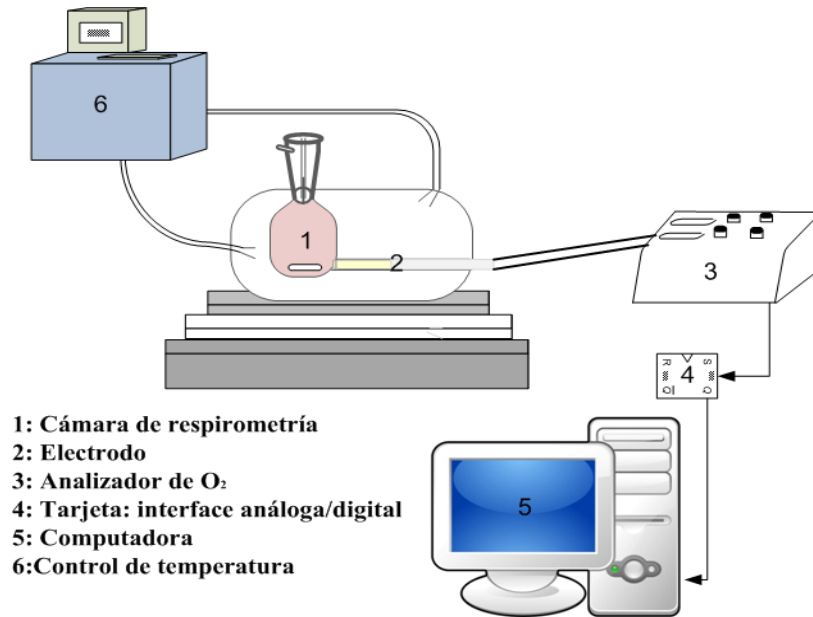 6
1
2
3
R S
4
Q Q
5
1: Cámara de respirometría
2: Electrodo
3: Analizador de O₂
4: Tarjeta: interface análoga/digital
5: Computadora
6:Control de temperatura